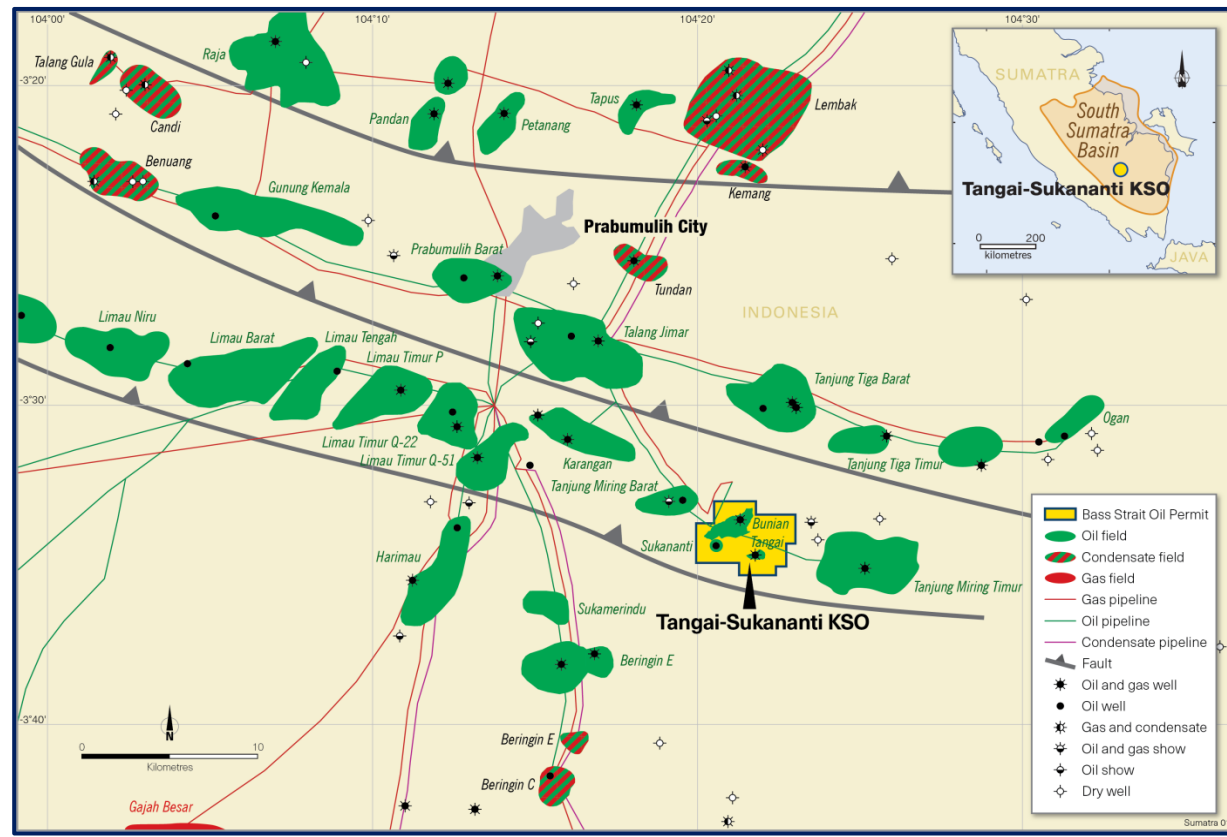 104°00'
104°10'
104°20'
104°30'
-3°20'
-3°30'
-3°40'
Talang Gula
Candi
Raja
Pandan
Petanang
Tapus
Lembak
Kemang
Benuang
Gunung Kemala
Prabumulih City
Prabumulih Barat
Tundan
INDONESIA
Talang Jimar
Limau Niru
Limau Barat
Limau Tengah
Limau Timur P
Limau Timur Q-22
Limau Timur Q-51
Karangan
Tanjung Tiga Barat
Tanjung Tiga Timur
Ogan
Tanjung Miring Barat
Bunian
Sukananti
Tangai
Tanjung Miring Timur
Tangai-Sukananti KSO
Harimau
Sukamerindu
Beringin E
Beringin E
Beringin C
Gajah Besar
N
0
10
Kilometres
SUMATRA
N
South
Sumatra
Basin
Tangai-Sukananti KSO
0
200
kilometres
JAVA
Bass Strait Oil Permit
Oil field
Condensate field
Gas field
Gas pipeline
Oil pipeline
Condensate pipeline
Fault
Oil and gas well
Oil well
Gas and condensate
Oil and gas show
Oil show
Dry well